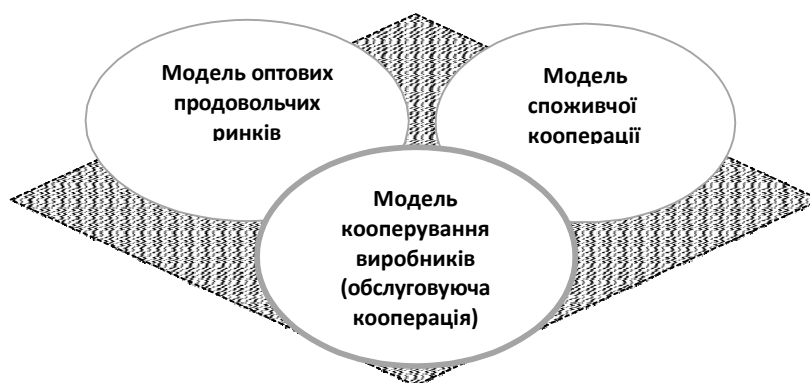 Модель оптових
продовольчих
ринків
Модель
споживчої
кооперації
Модель
кооперування
виробників
(обслуговуюча
кооперація)